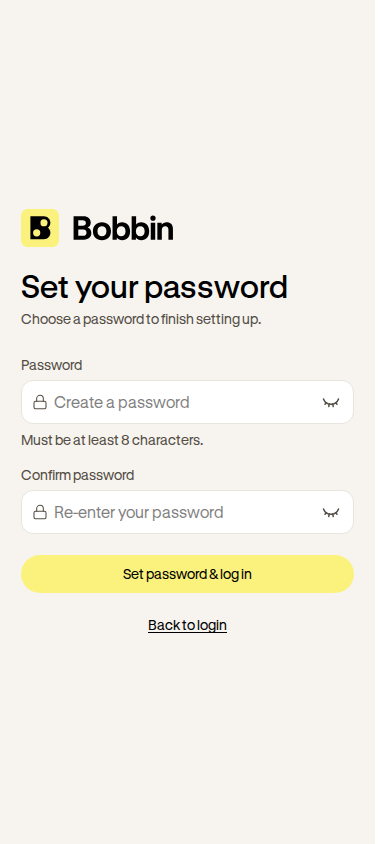 B Bobbin
Set your password
Choose a password to finish setting up.
Password
Create a password
Must be at least 8 characters.
Confirm password
Re-enter your password
Set password & log in
Back to login